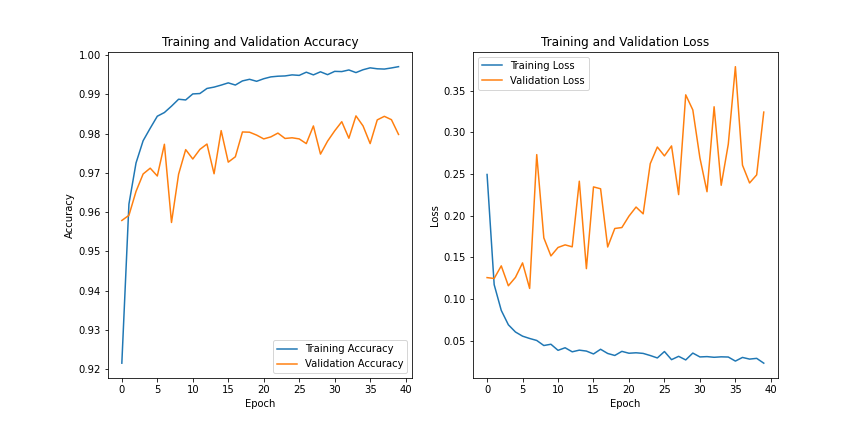 Training and Validation Accuracy
1.00
0.99
0.98
0.97
0.96
0.95
0.94
0.93
0.92
Accuracy
0 5 10 15 20 25 30 35 40
Epoch
Training Accuracy
Validation Accuracy
Training and Validation Loss
Training Loss
Validation Loss
0.35
0.30
0.25
0.20
0.15
0.10
0.05
Loss
0 5 10 15 20 25 30 35 40
Epoch